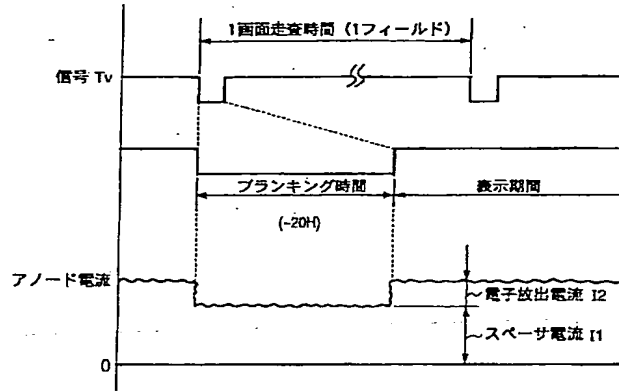 1画面走査時間（1フィールド）
信号 Tv
ブランキング時間
表示期間
(~20H)
アノード電流
電子放出電流 I2
スペーサ電流 I1
0